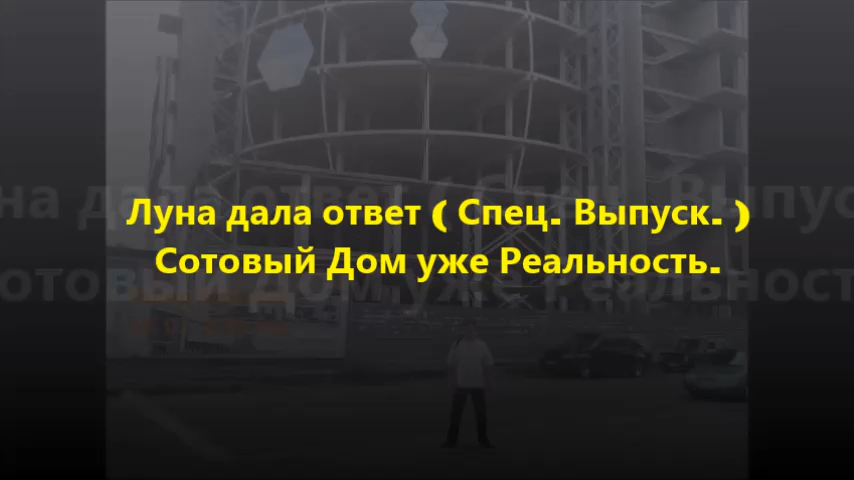 Луна дала ответ ( Спец. Выпуск. )
Сотовый Дом уже Реальность.